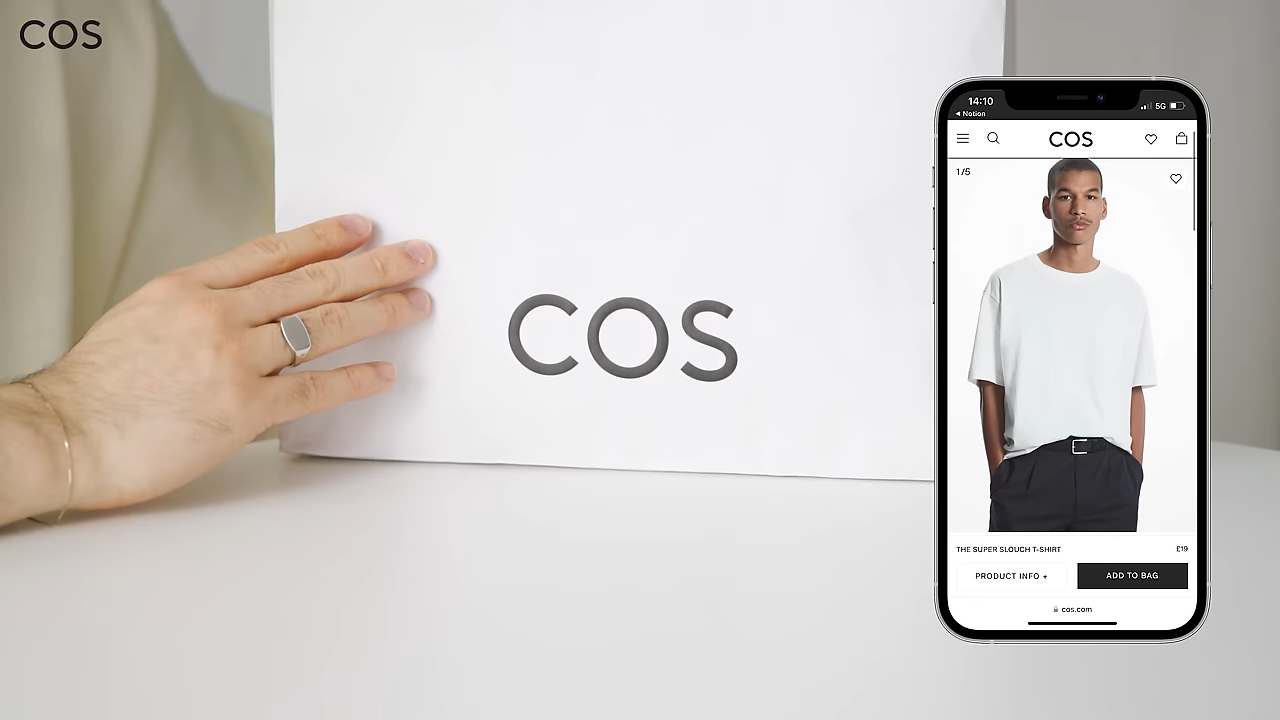 COS
COS
14:10
5G
◀ Notion
COS
1/5
THE SUPER SLOUCH T-SHIRT
£19
PRODUCT INFO +
ADD TO BAG
cos.com